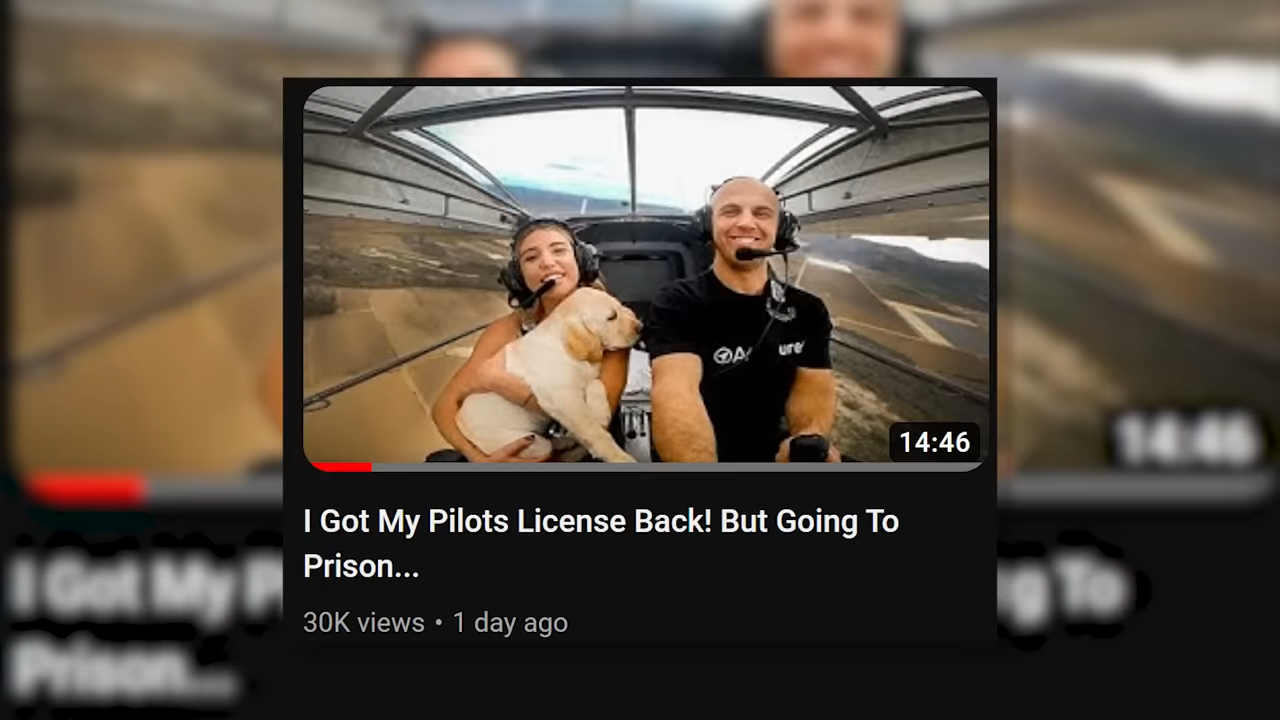 14:46
I Got My Pilots License Back! But Going To
Prison...
30K views • 1 day ago